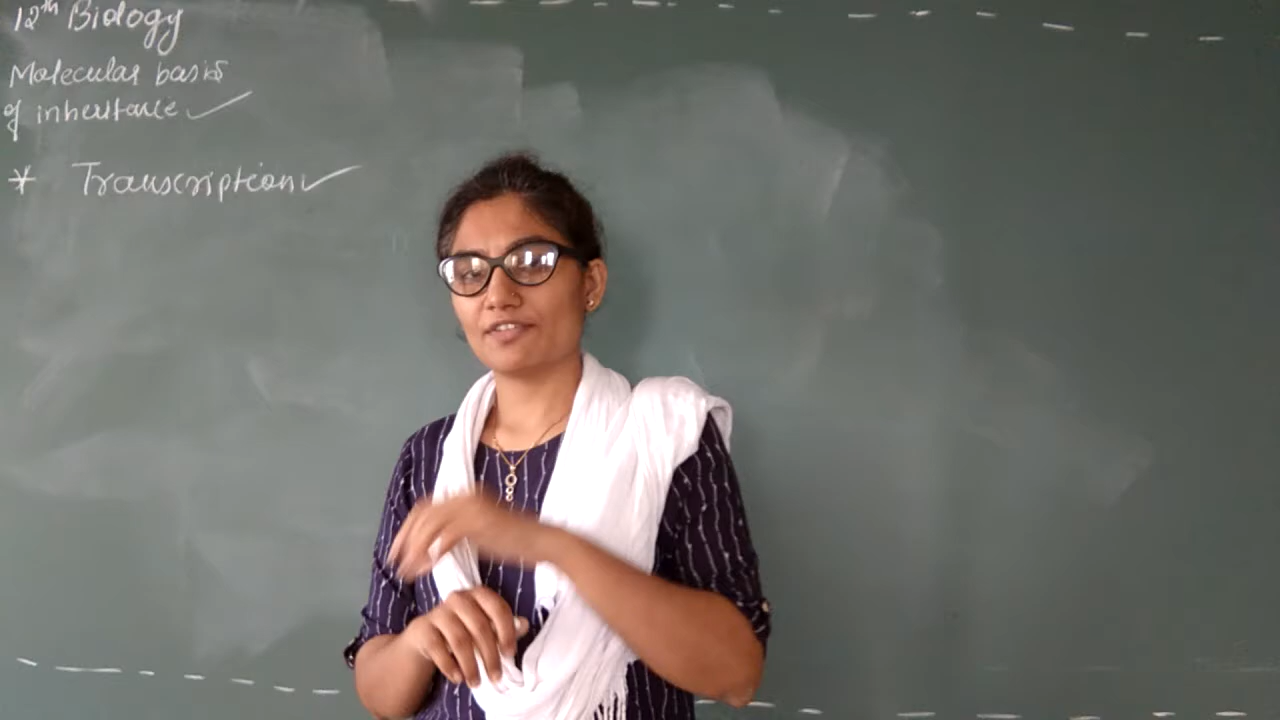 12th Biology
Molecular basis
of inheritance ✓
* Transcription ✓